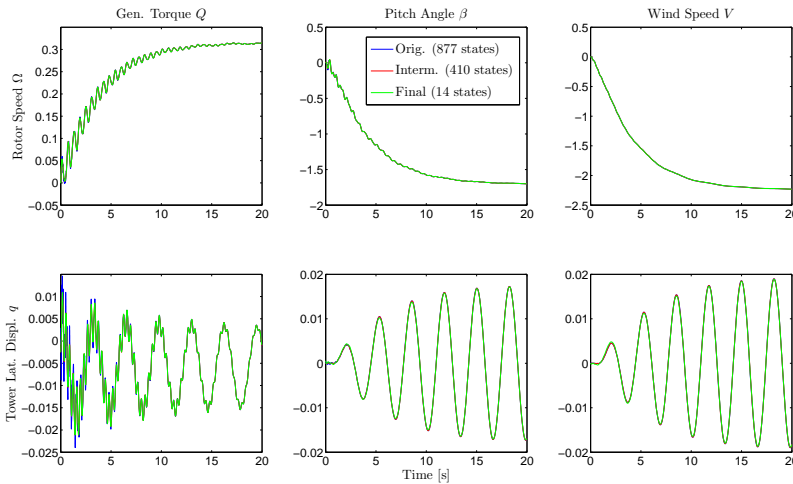 Gen. Torque Q
Pitch Angle β
Wind Speed V
Rotor Speed Ω
0.3
0.25
0.2
0.15
0.1
0.05
0
−0.05
0 5 10 15 20
0
−0.5
−1
−1.5
−2
0 5 10 15 20
Orig. (877 states)
Interm. (410 states)
Final (14 states)
0
−0.5
−1
−1.5
−2
−2.5
0 5 10 15 20
Tower Lat. Displ. q
0.01
0.005
0
−0.005
−0.01
−0.015
−0.02
−0.025
0 5 10 15 20
0.02
0.01
0
−0.01
−0.02
0 5 10 15 20
0.02
0.01
0
−0.01
−0.02
0 5 10 15 20
Time [s]